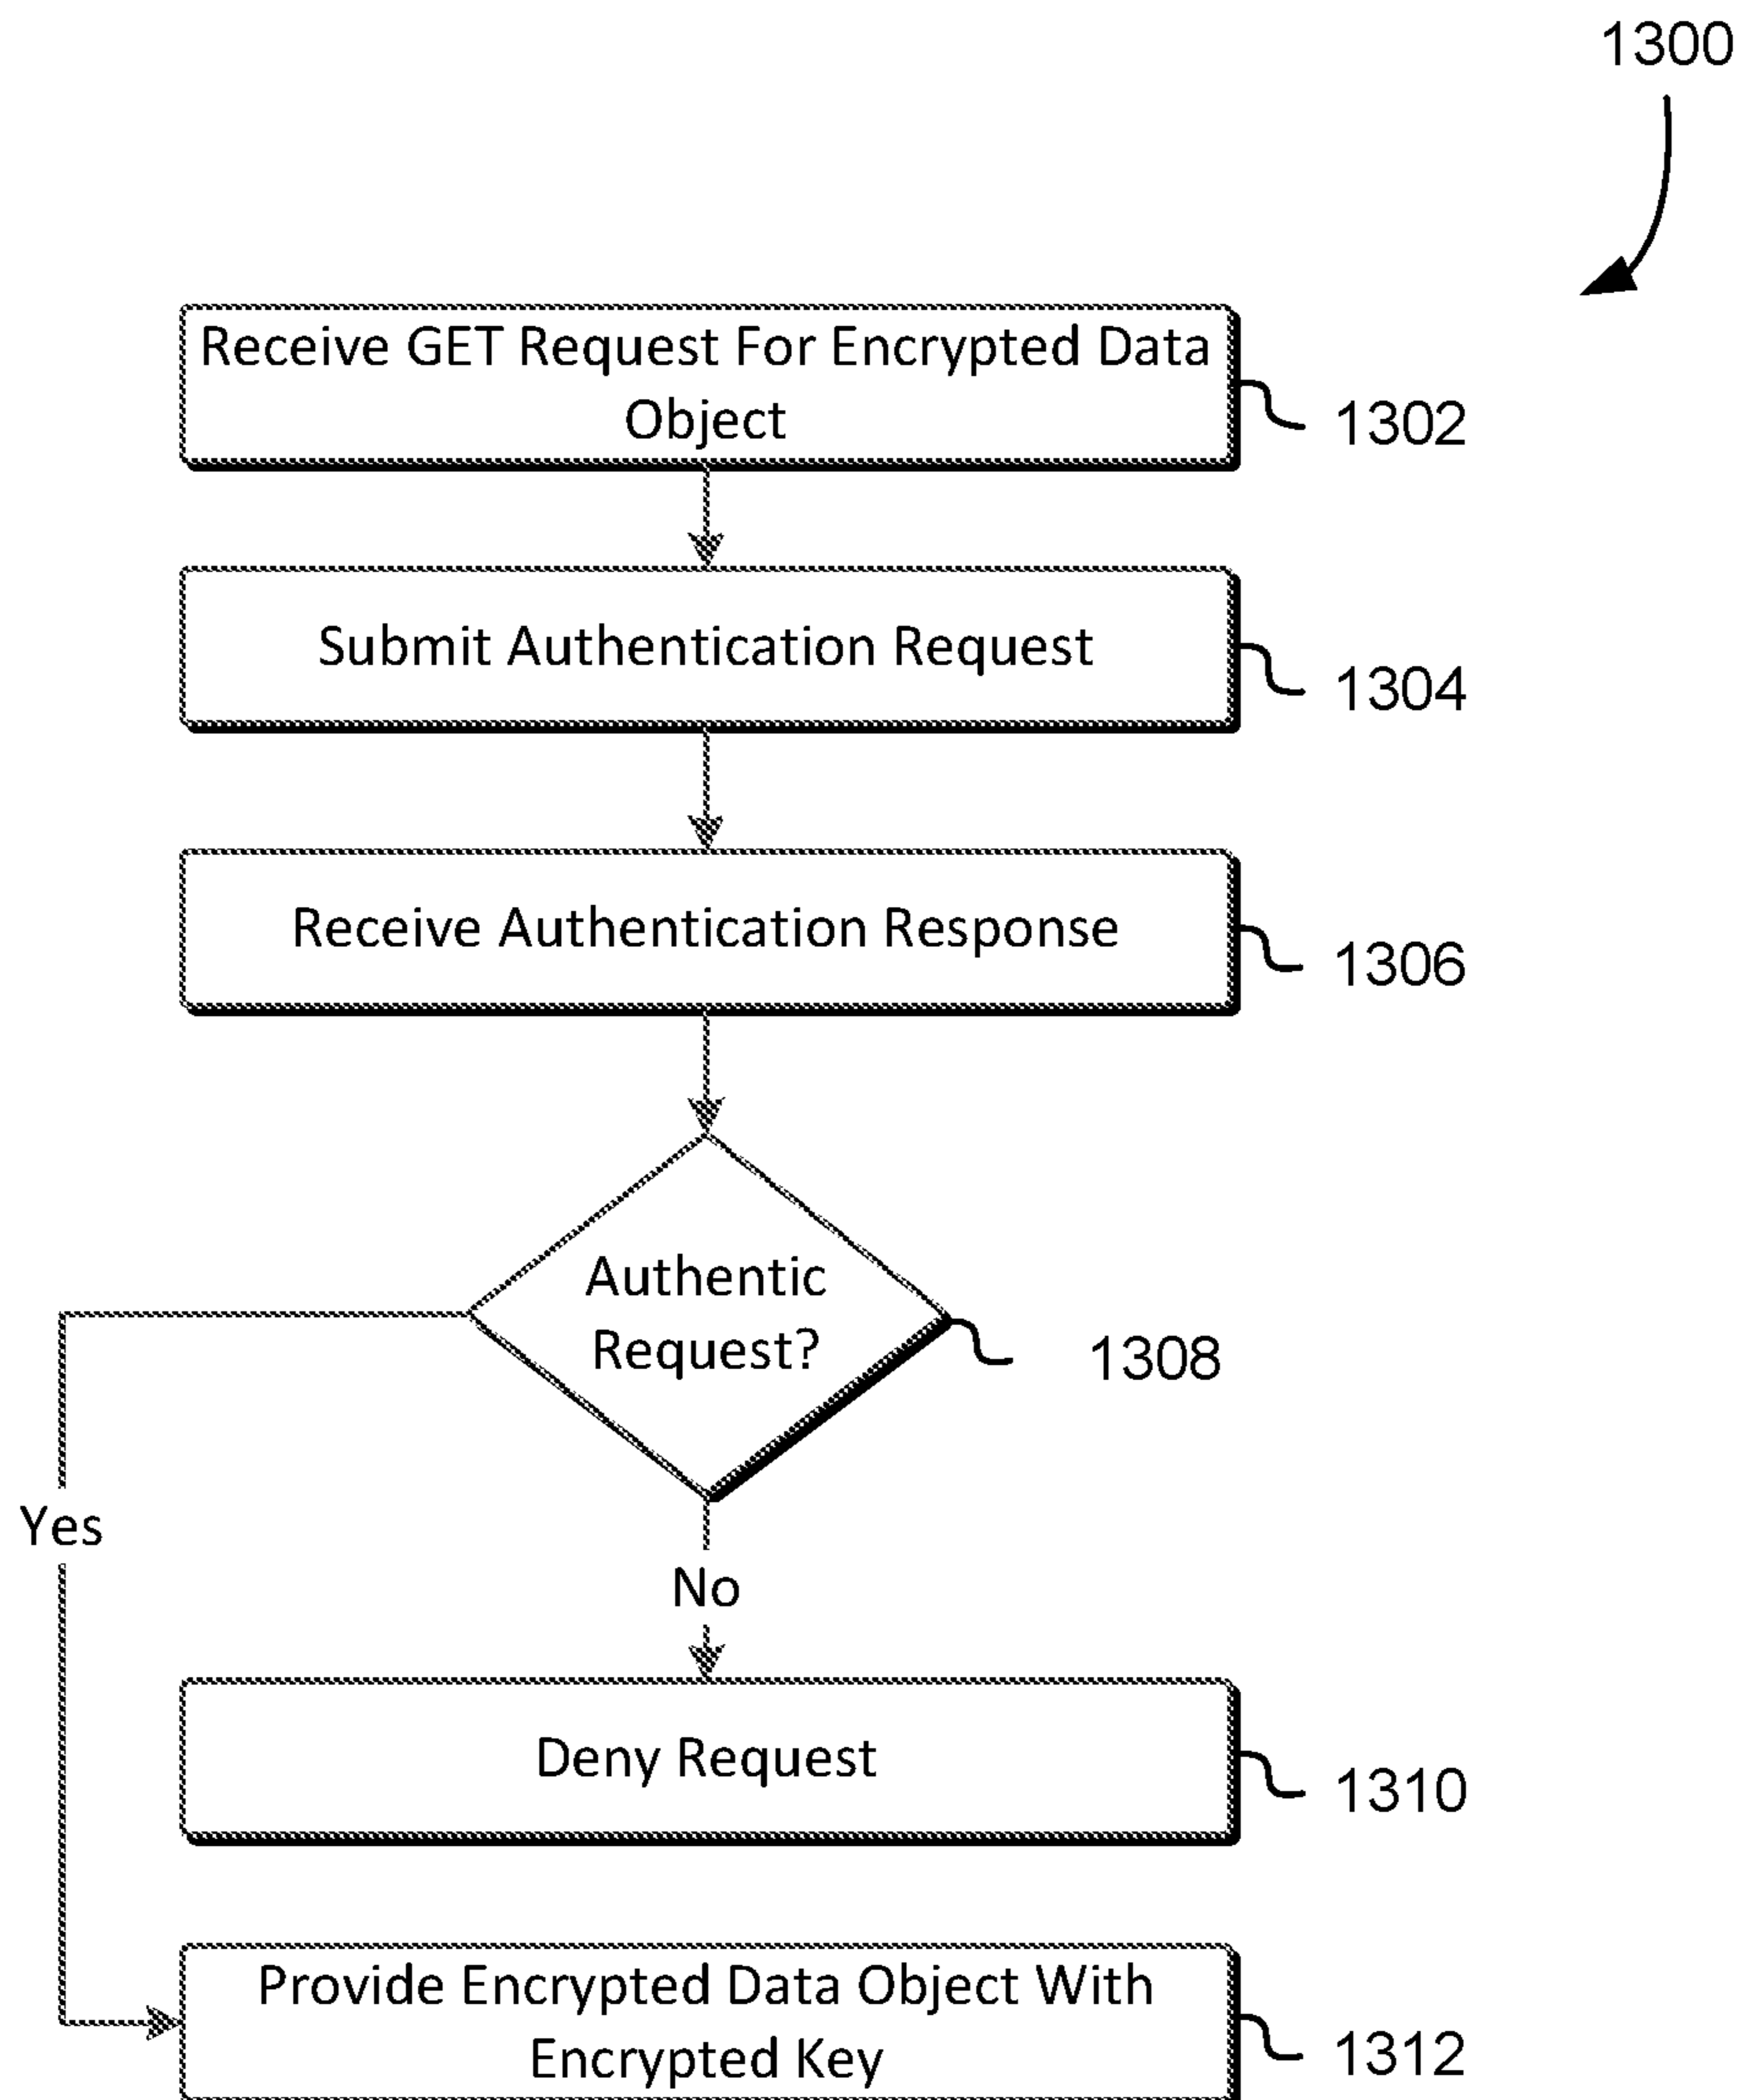 1300
Receive GET Request For Encrypted Data
Object
1302
Submit Authentication Request
1304
Receive Authentication Response
1306
Authentic
Request?
1308
Yes
No
Deny Request
1310
Provide Encrypted Data Object With
Encrypted Key
1312